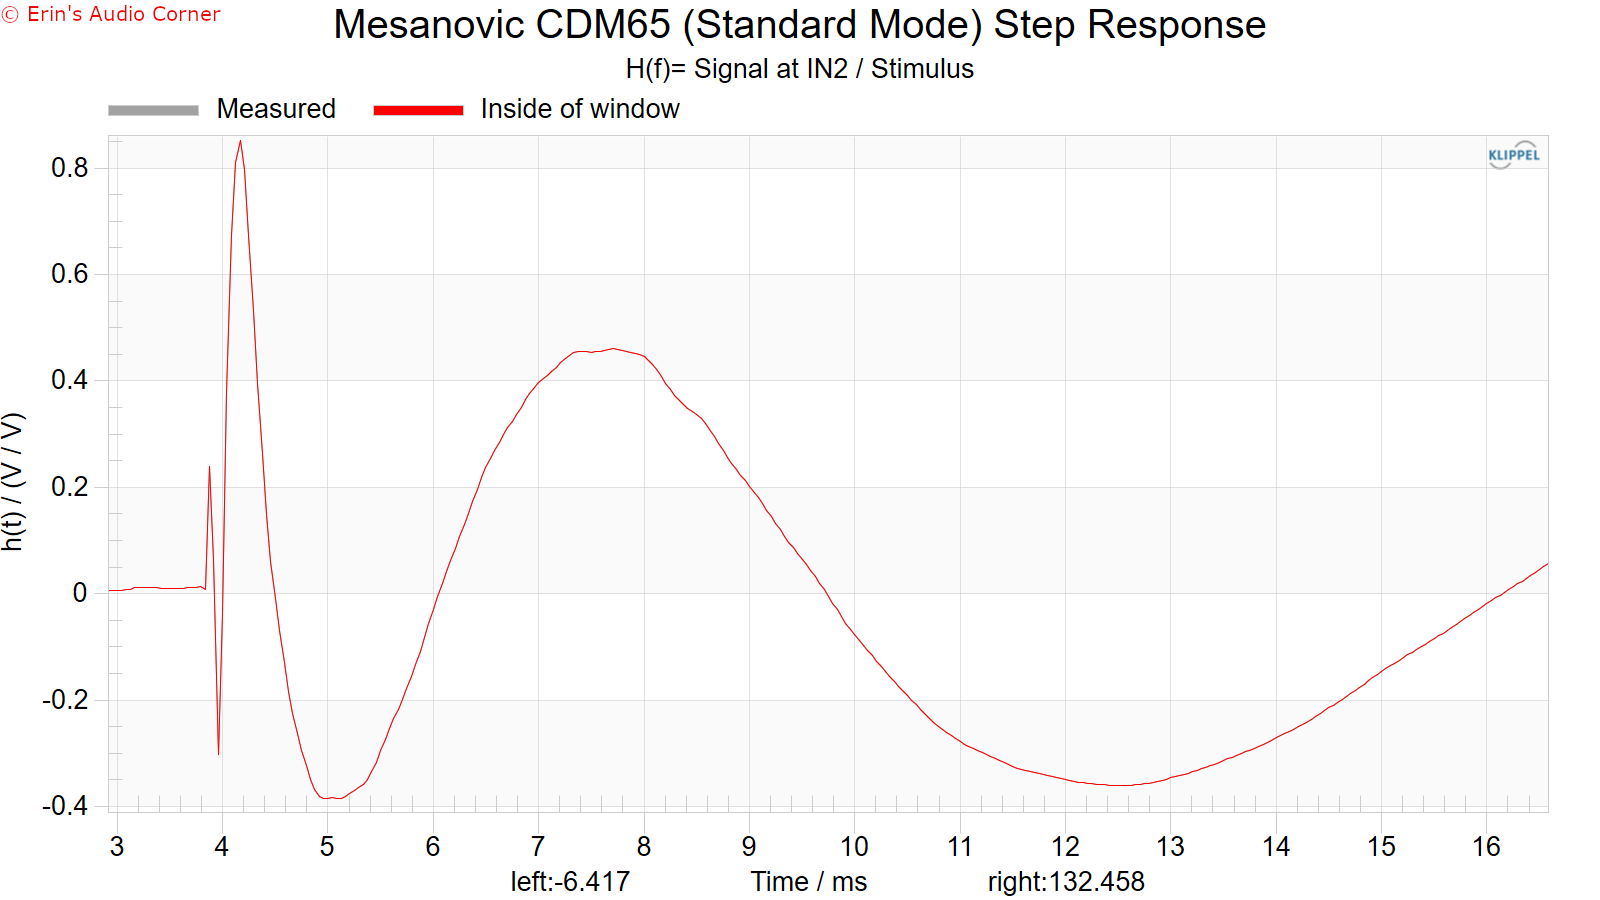 © Erin's Audio Corner
Mesanovic CDM65 (Standard Mode) Step Response
H(f)= Signal at IN2 / Stimulus
Measured Inside of window
KLIPPEL
0.8
0.6
0.4
0.2
0
-0.2
-0.4
h(t) / (V / V)
3 4 5 6 7 8 9 10 11 12 13 14 15 16
left:-6.417 Time / ms right:132.458